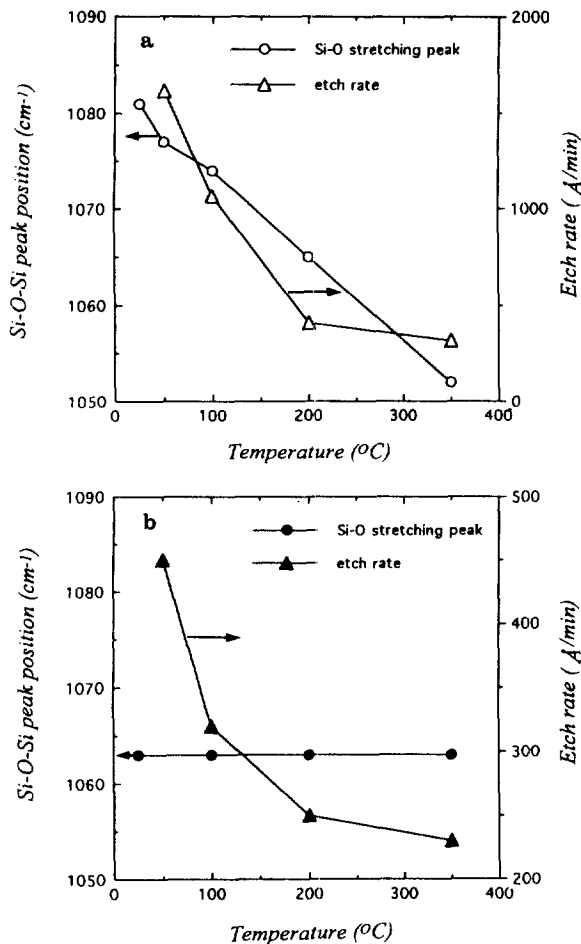 1090
1080
1070
1060
1050
Si-O-Si peak position (cm-1)
a
Si-O stretching peak
etch rate
2000
1000
0
Etch rate ( Å/min)
0
100
200
300
400
Temperature (°C)
1090
1080
1070
1060
1050
Si-O-Si peak position (cm-1)
b
Si-O stretching peak
etch rate
500
400
300
200
Etch rate ( Å/min)
0
100
200
300
400
Temperature (°C)